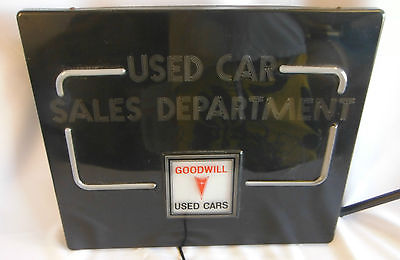 USED CAR
SALES DEPARTMENT
GOODWILL
USED CARS